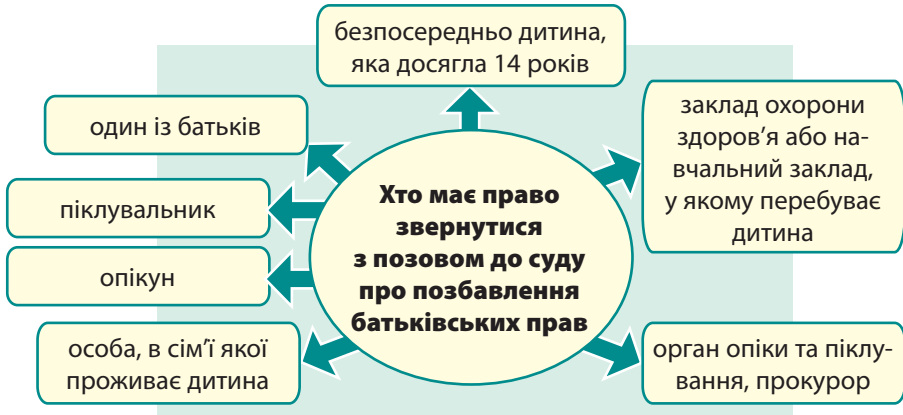 безпосередньо дитина,
яка досягла 14 років
один із батьків
піклувальник
опікун
особа, в сім'ї якої
проживає дитина
Хто має право
звернутися
з позовом до суду
про позбавлення
батьківських прав
заклад охорони
здоров’я або на-
вчальний заклад,
у якому перебуває
дитина
орган опіки та піклу-
вання, прокурор